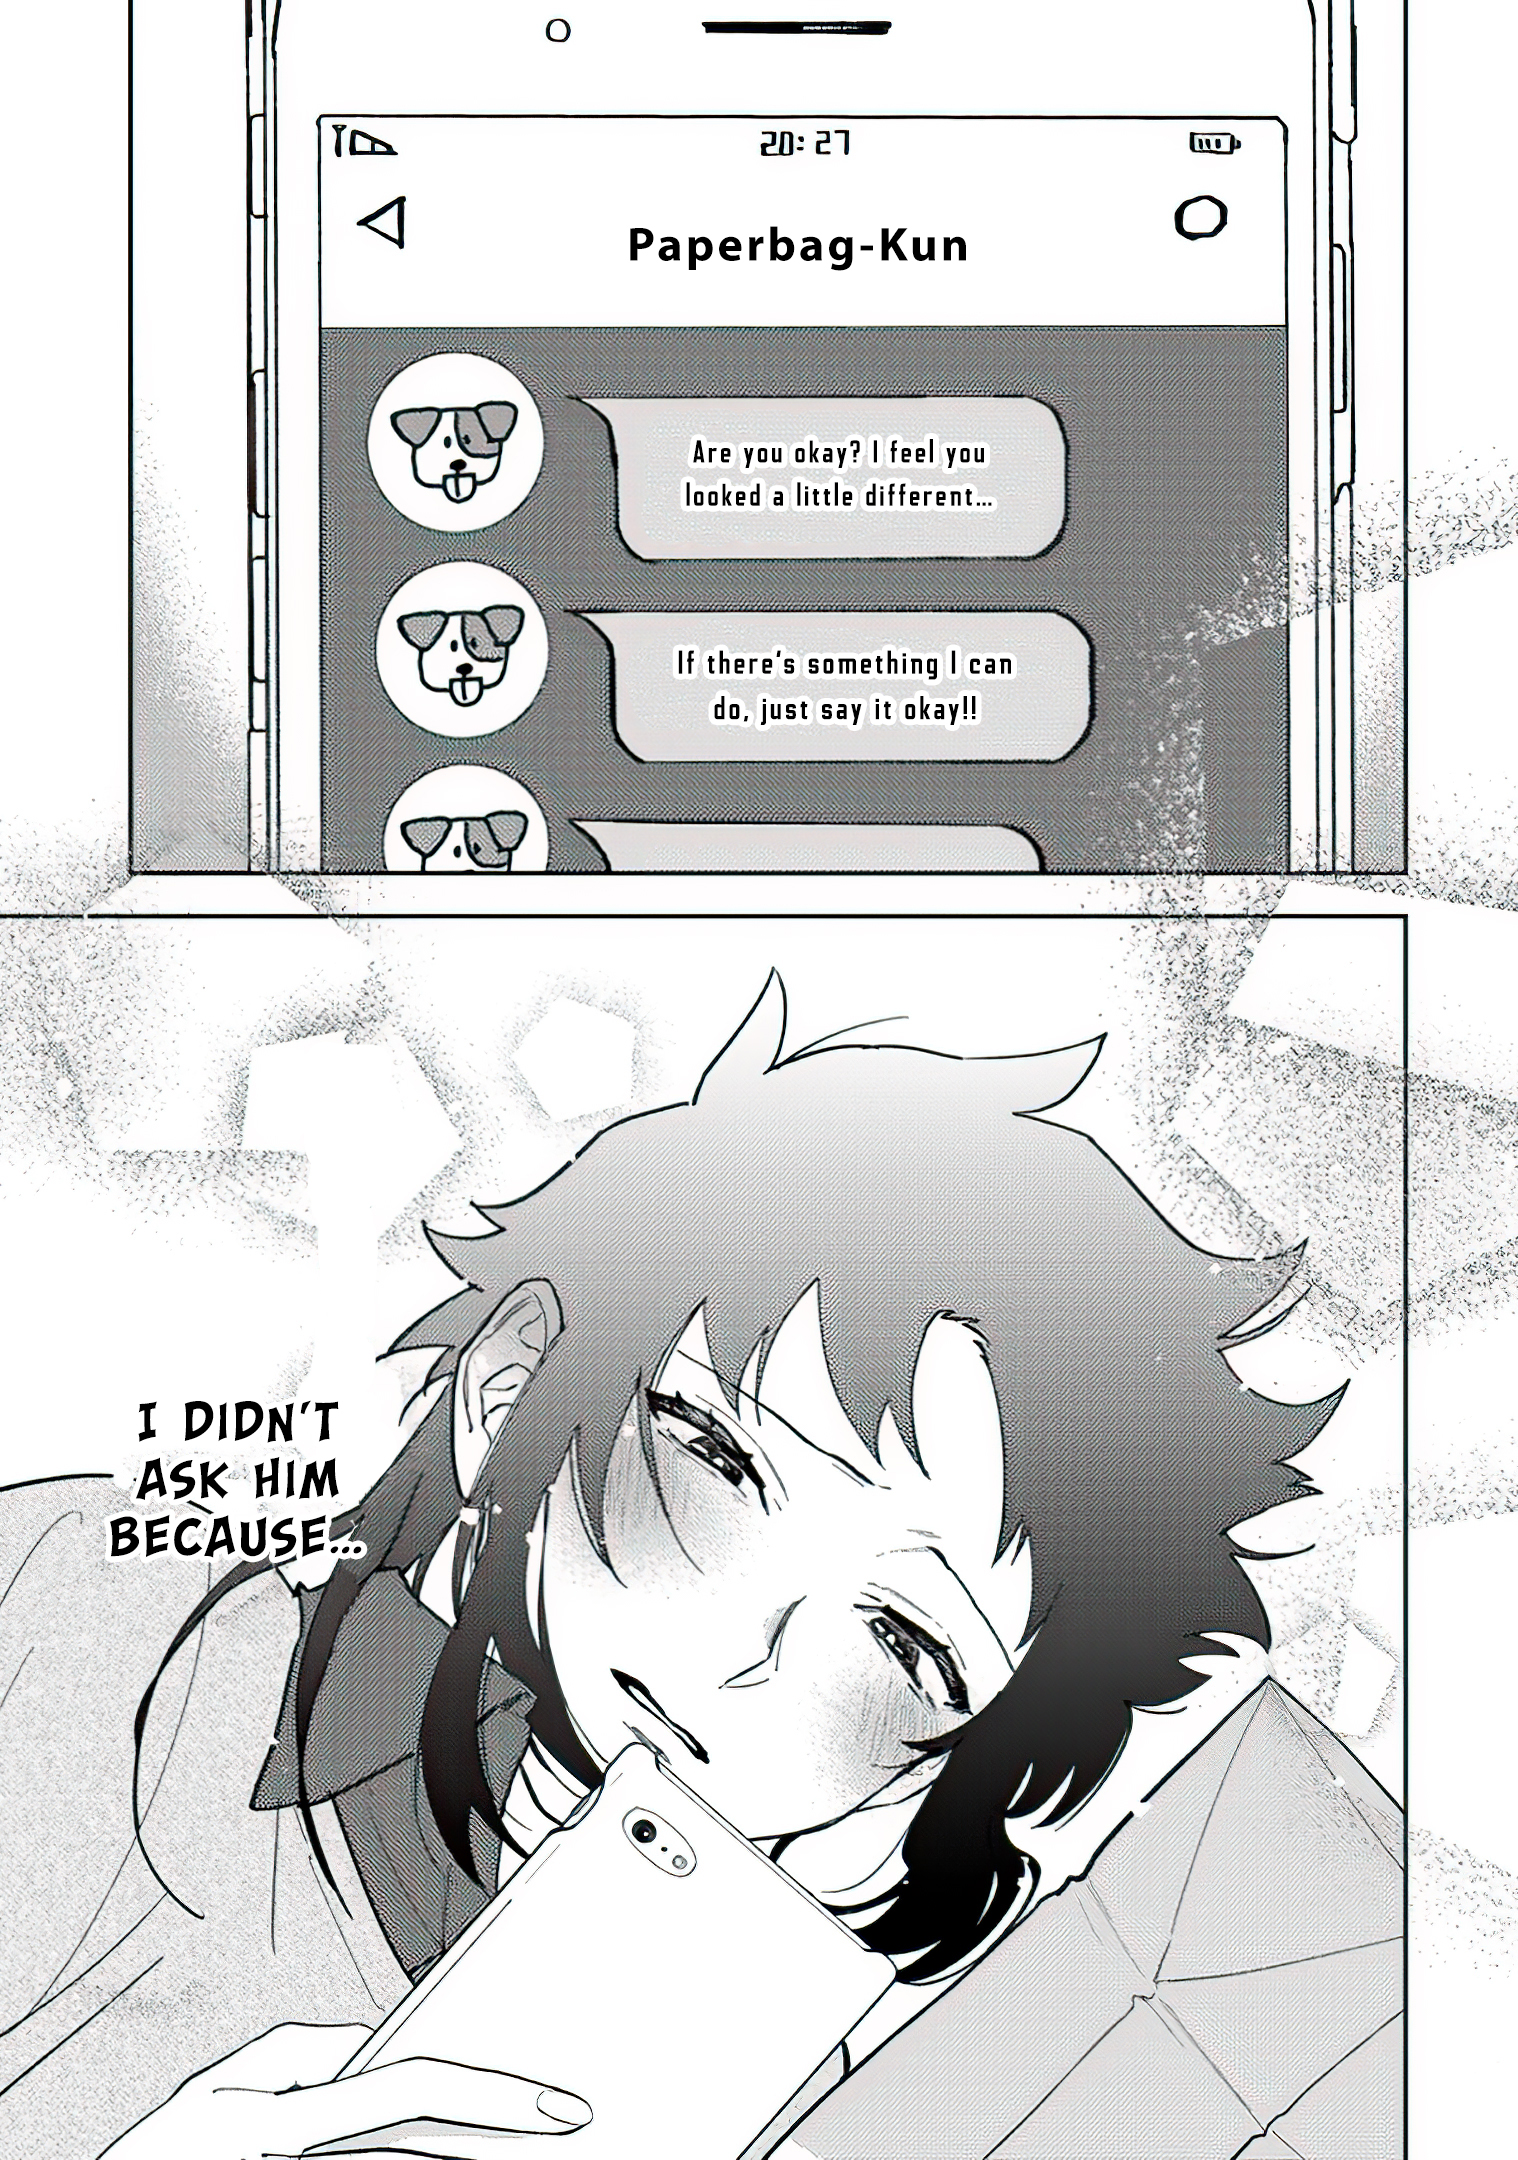 20:27
Paperbag-Kun
Are you okay? I feel you
looked a little different...
If there's something I can
do, just say it okay!!
I DIDN'T
ASK HIM
BECAUSE...